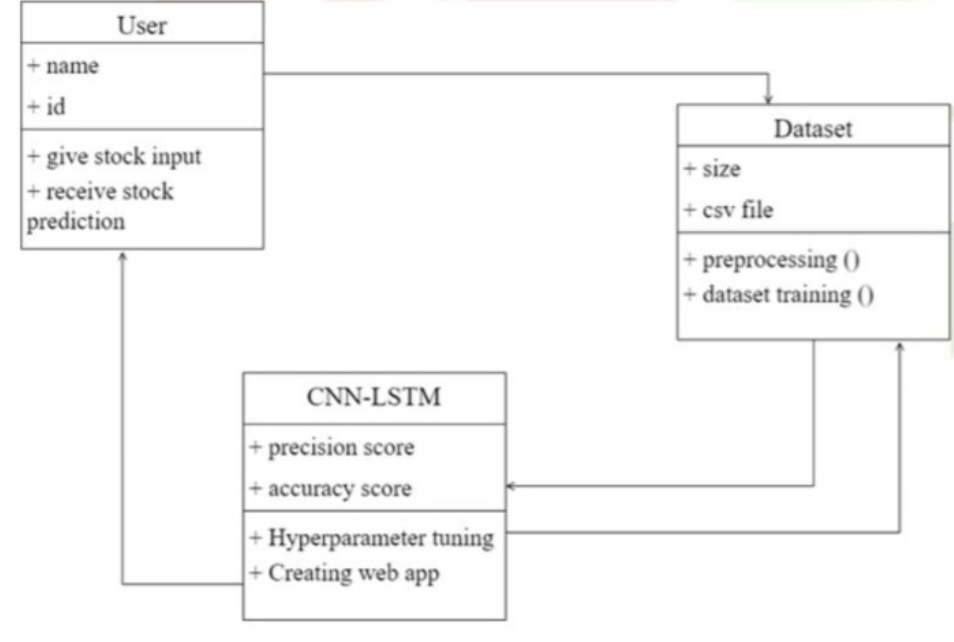 User
+ name
+ id
+ give stock input
+ receive stock
prediction
Dataset
+ size
+ csv file
+ preprocessing ()
+ dataset training ()
CNN-LSTM
+ precision score
+ accuracy score
+ Hyperparameter tuning
+ Creating web app